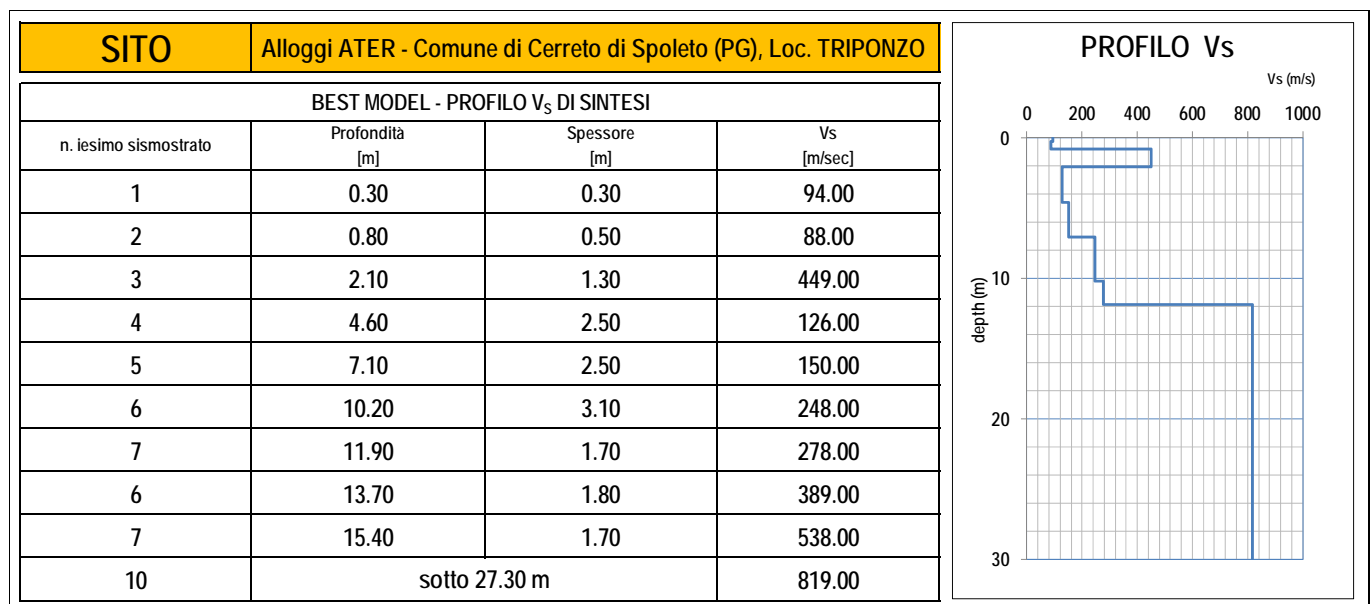 SITO Alloggi ATER - Comune di Cerreto di Spoleto (PG), Loc. TRIPONZO
BEST MODEL - PROFILO VS DI SINTESI
n. iesimo sismostrato Profondità [m] Spessore [m] Vs [m/sec]
1 0.30 0.30 94.00
2 0.80 0.50 88.00
3 2.10 1.30 449.00
4 4.60 2.50 126.00
5 7.10 2.50 150.00
6 10.20 3.10 248.00
7 11.90 1.70 278.00
6 13.70 1.80 389.00
7 15.40 1.70 538.00
10 sotto 27.30 m 819.00
PROFILO Vs
Vs (m/s)
0 200 400 600 800 1000
0
10
20
30
depth (m)